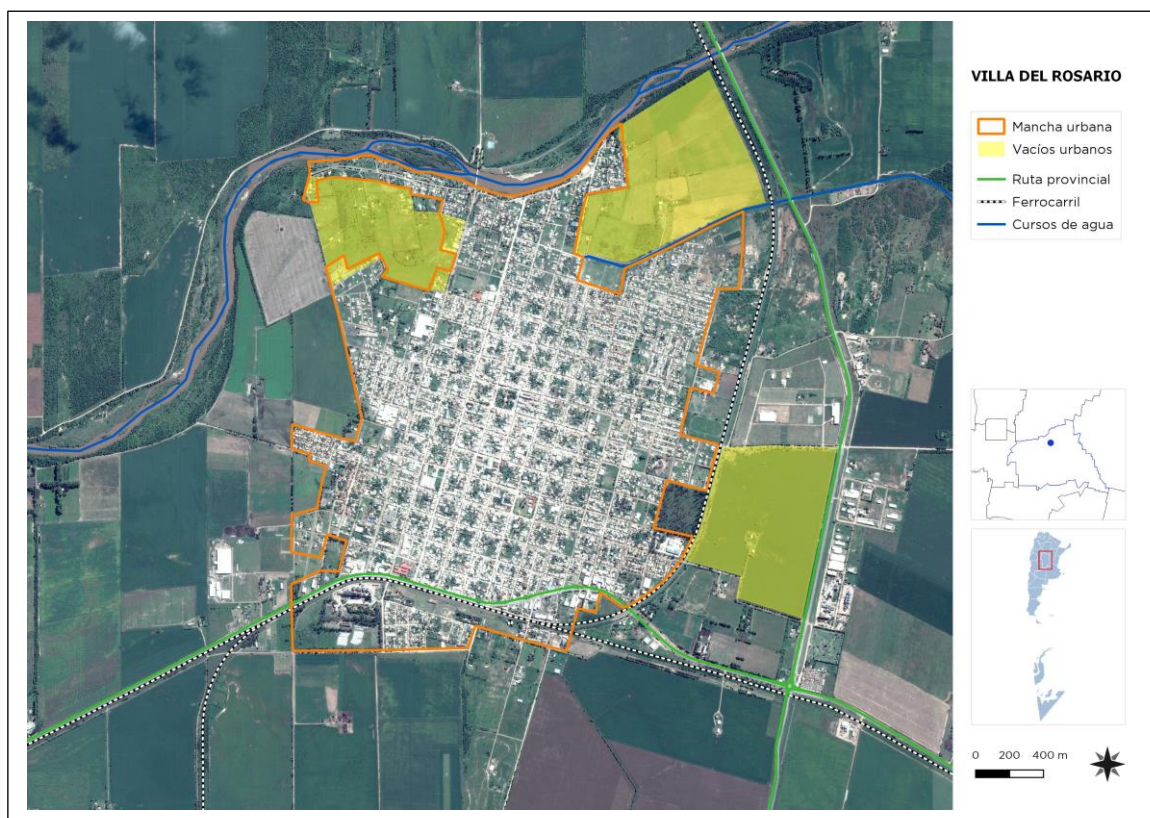 VILLA DEL ROSARIO
Mancha urbana
Vacíos urbanos
Ruta provincial
Ferrocarril
Cursos de agua
0 200 400 m